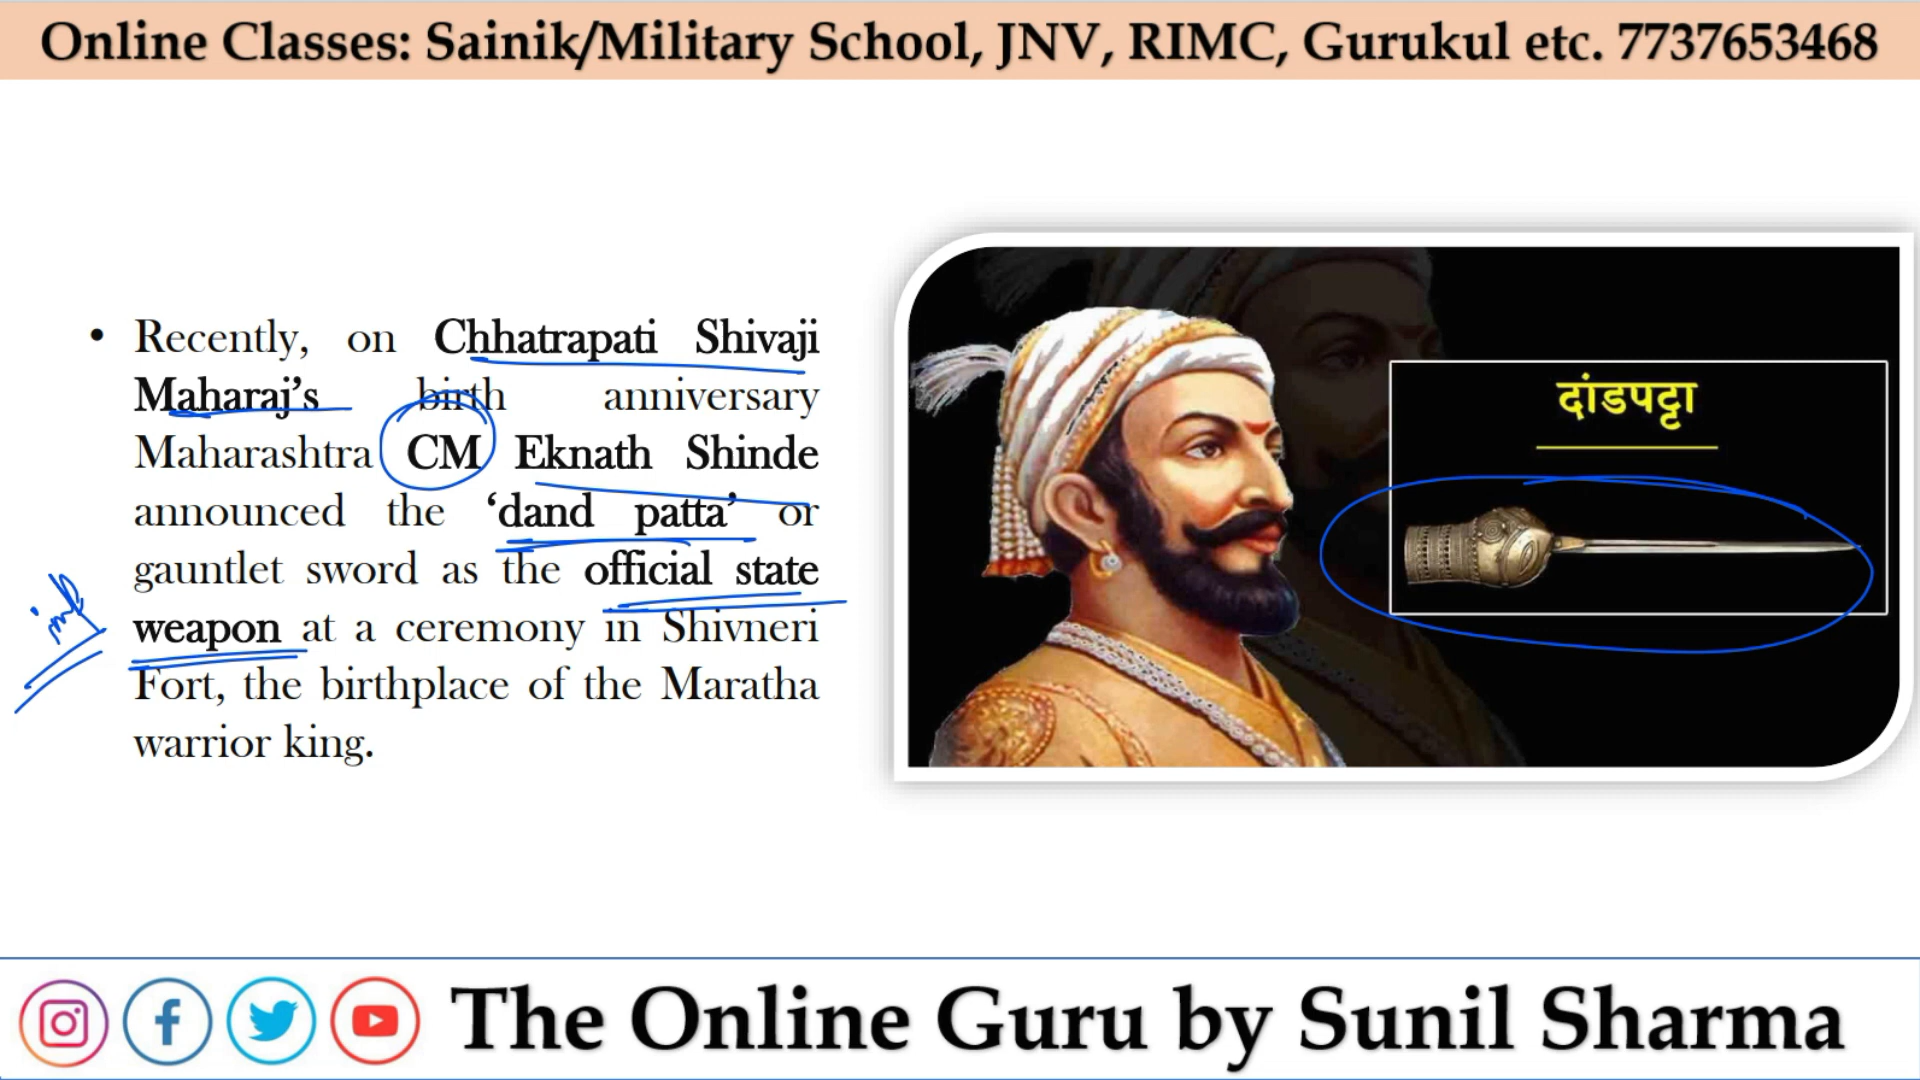 Online Classes: Sainik/Military School, JNV, RIMC, Gurukul etc. 7737653468
• Recently, on Chhatrapati Shivaji
Maharaj’s birth anniversary
Maharashtra CM Eknath Shinde
announced the ‘dand patta’ or
gauntlet sword as the official state
weapon at a ceremony in Shivneri
Fort, the birthplace of the Maratha
warrior king.
imp
दांडपट्टा
The Online Guru by Sunil Sharma